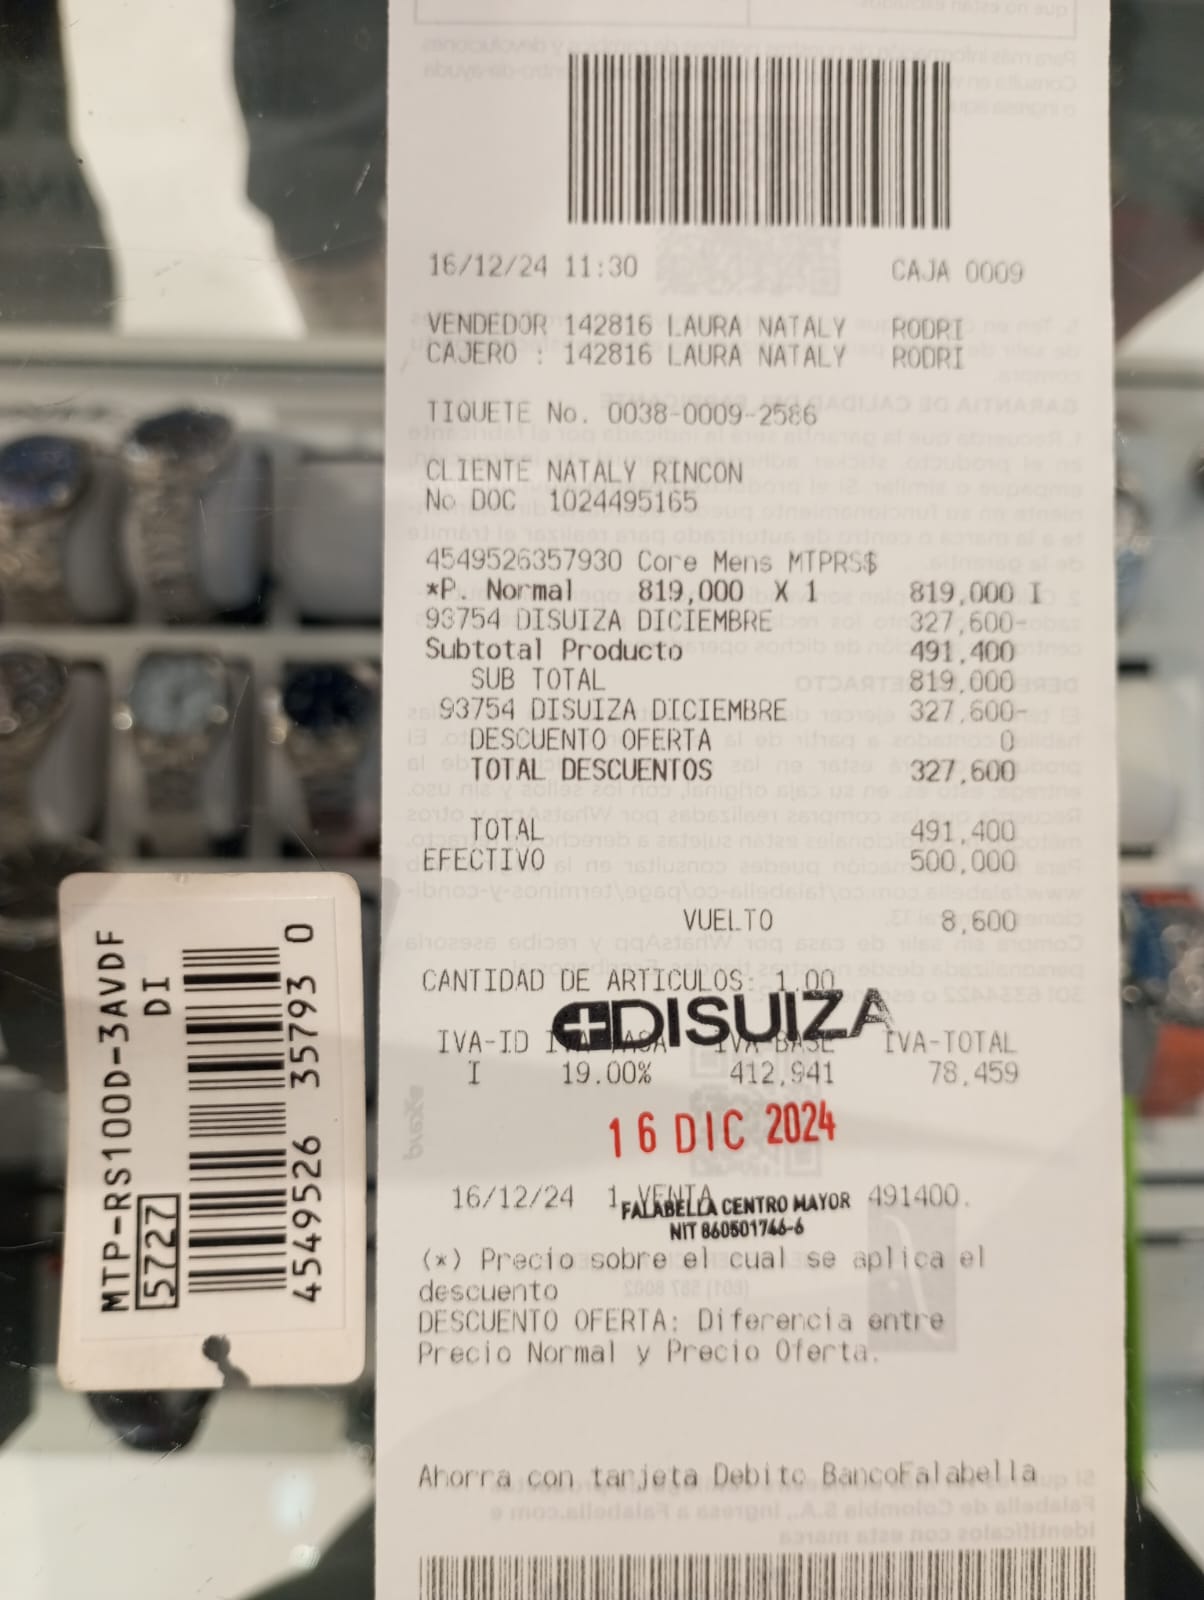 16/12/24 11:30 CAJA 0009
VENDEDOR 142816 LAURA NATALY RODRI
CAJERO : 142816 LAURA NATALY RODRI
TIQUETE No. 0038-0009-2586
CLIENTE NATALY RINCON
No DOC 1024495165
4549526357930 Core Mens MTPRS$
*P. Normal 819,000 X 1 819,000 I
93754 DISUIZA DICIEMBRE 327,600-
Subtotal Producto 491,400
SUB TOTAL 819,000
93754 DISUIZA DICIEMBRE 327,600-
DESCUENTO OFERTA 0
TOTAL DESCUENTOS 327,600
TOTAL 491,400
EFECTIVO 500,000
VUELTO 8,600
CANTIDAD DE ARTICULOS: 1.00
DISUIZA
IVA-ID IVA TASA IVA-BASE IVA-TOTAL
I 19.00% 412,941 78,459
16 DIC 2024
16/12/24 1 VENTA 491400.
FALABELLA CENTRO MAYOR
NIT 860501746-6
(*) Precio sobre el cual se aplica el
descuento
DESCUENTO OFERTA: Diferencia entre
Precio Normal y Precio Oferta.
Ahorra con tarjeta Debito BancoFalabella
MTP-RS100D-3AVDF
5727 DI
4549526 35793 0